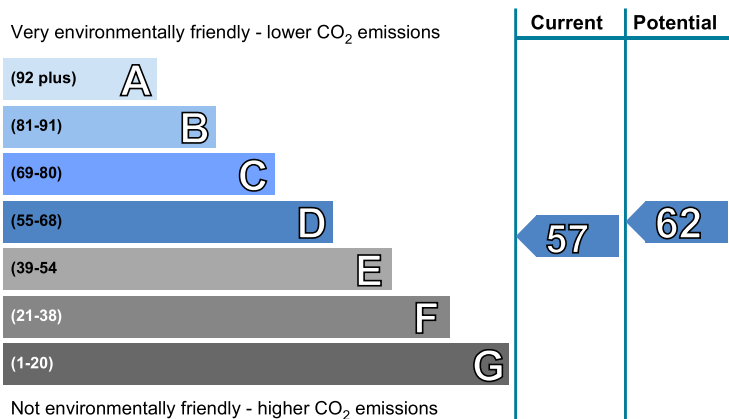 Very environmentally friendly - lower CO2 emissions
Current
Potential
(92 plus) A
(81-91) B
(69-80) C
(55-68) D
57
62
(39-54 E
(21-38) F
(1-20) G
Not environmentally friendly - higher CO2 emissions